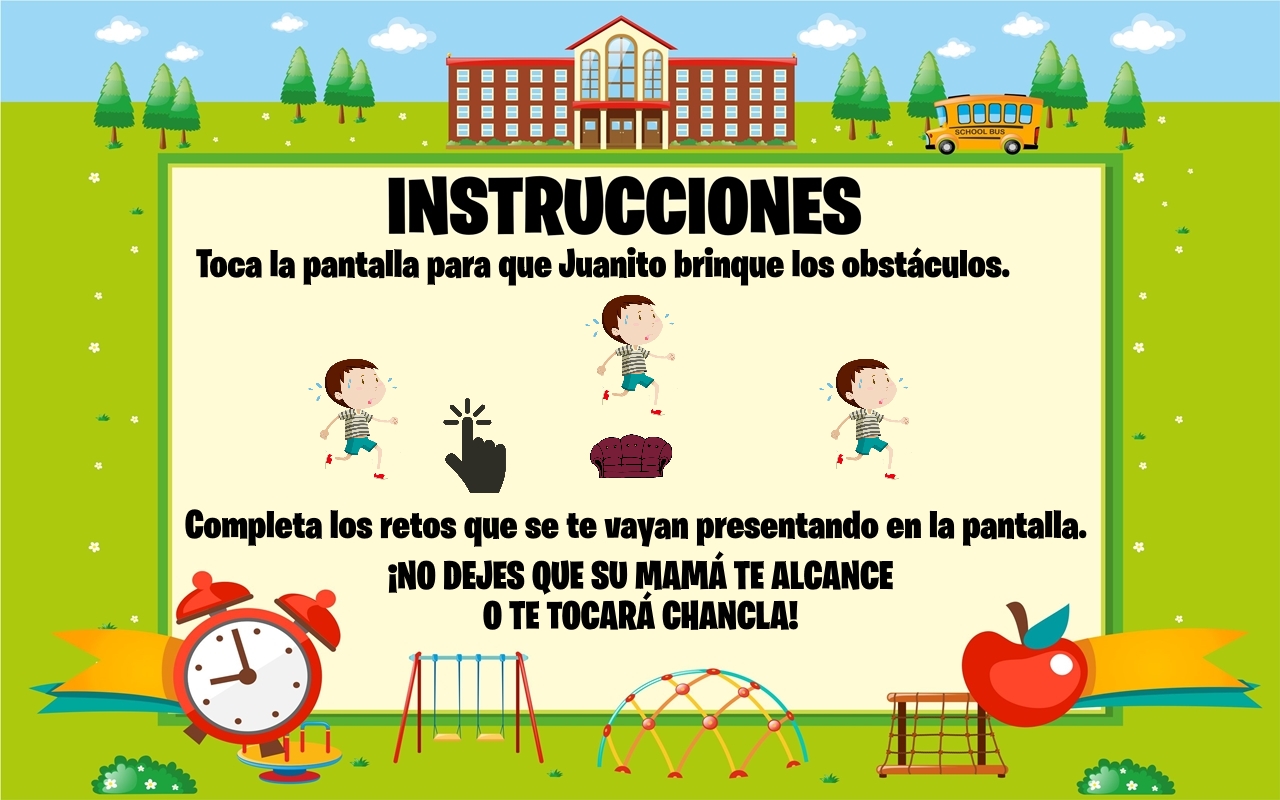 SCHOOL BUS
INSTRUCCIONES
Toca la pantalla para que Juanito brinque los obstáculos.
Completa los retos que se te vayan presentando en la pantalla.
¡NO DEJES QUE SU MAMÁ TE ALCANCE
O TE TOCARÁ CHANCLA!